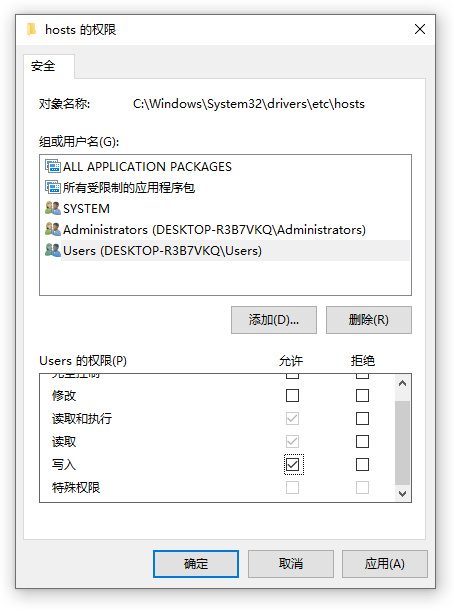 hosts 的权限
安全
对象名称: C:\Windows\System32\drivers\etc\hosts
组或用户名(G):
ALL APPLICATION PACKAGES
所有受限制的应用程序包
SYSTEM
Administrators (DESKTOP-R3B7VKQ\Administrators)
Users (DESKTOP-R3B7VKQ\Users)
添加(D)... 删除(R)
Users 的权限(P) 允许 拒绝
完全控制
修改
读取和执行
读取
写入
特殊权限
确定 取消 应用(A)